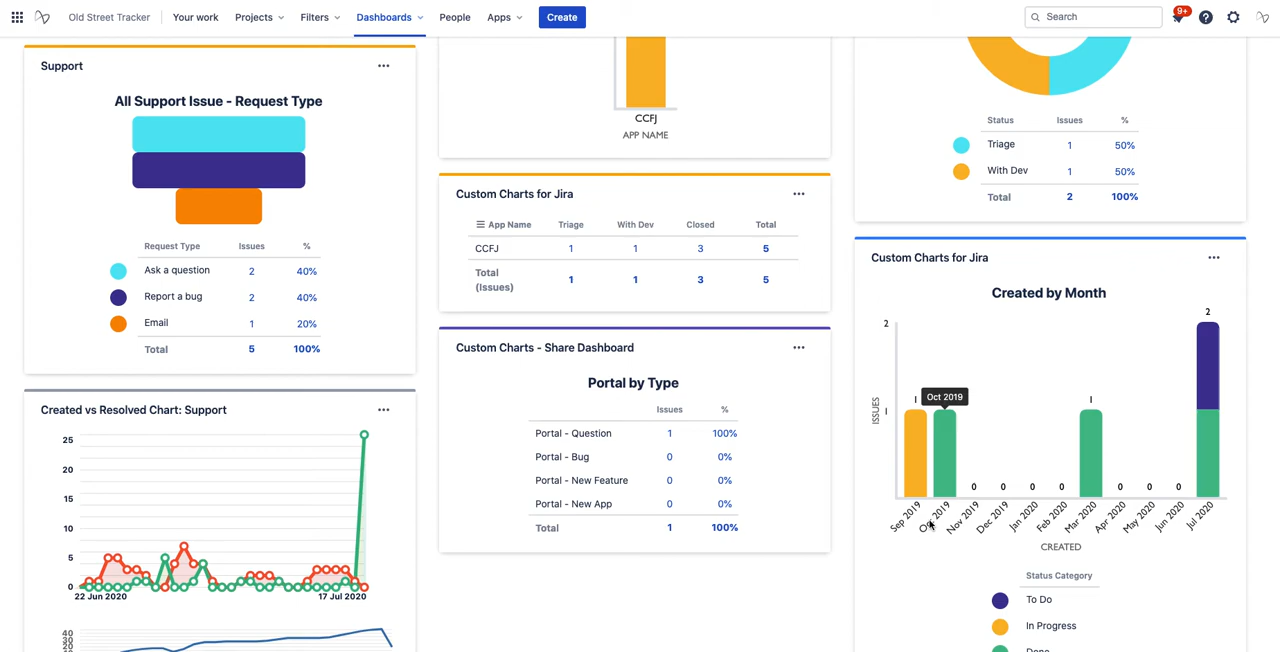 Old Street Tracker
Your work
Projects
Filters
Dashboards
People
Apps
Create
Search
9+
Support
All Support Issue - Request Type
Request Type Issues %
Ask a question 2 40%
Report a bug 2 40%
Email 1 20%
Total 5 100%
Created vs Resolved Chart: Support
25
20
15
10
5
0
22 Jun 2020 17 Jul 2020
40
30
20
CCFJ
APP NAME
Custom Charts for Jira
App Name Triage With Dev Closed Total
CCFJ 1 1 3 5
Total
(Issues) 1 1 3 5
Custom Charts - Share Dashboard
Portal by Type
Issues %
Portal - Question 1 100%
Portal - Bug 0 0%
Portal - New Feature 0 0%
Portal - New App 0 0%
Total 1 100%
Status Issues %
Triage 1 50%
With Dev 1 50%
Total 2 100%
Custom Charts for Jira
Created by Month
2
2
Oct 2019
1 1
ISSUES
1
0 0 0 0 0 0 0
Sep 2019 Oct 2019 Nov 2019 Dec 2019 Jan 2020 Feb 2020 Mar 2020 Apr 2020 May 2020 Jun 2020 Jul 2020
CREATED
Status Category
To Do
In Progress
Done